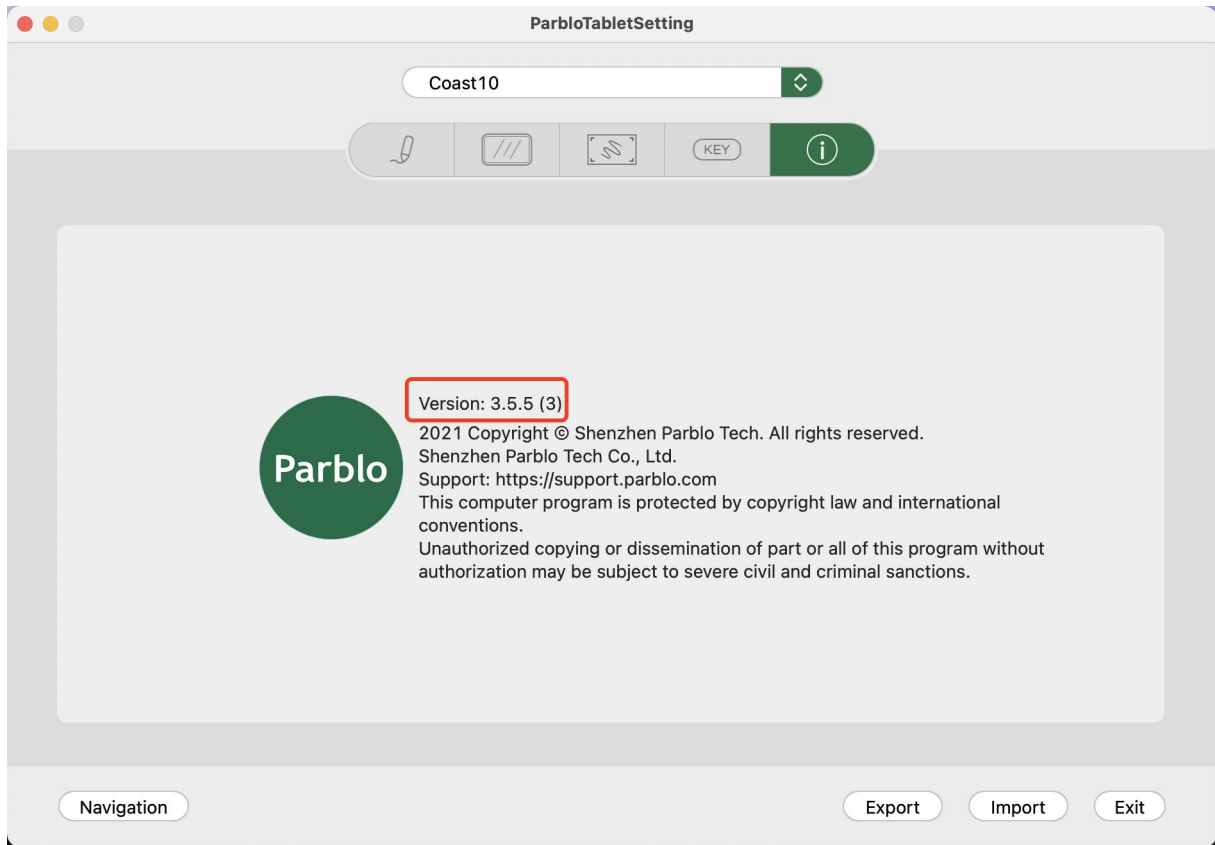 ParbloTabletSetting
Coast10
KEY
i
Version: 3.5.5 (3)
2021 Copyright © Shenzhen Parblo Tech. All rights reserved.
Shenzhen Parblo Tech Co., Ltd.
Support: https://support.parblo.com
This computer program is protected by copyright law and international
conventions.
Unauthorized copying or dissemination of part or all of this program without
authorization may be subject to severe civil and criminal sanctions.
Parblo
Navigation
Export
Import
Exit